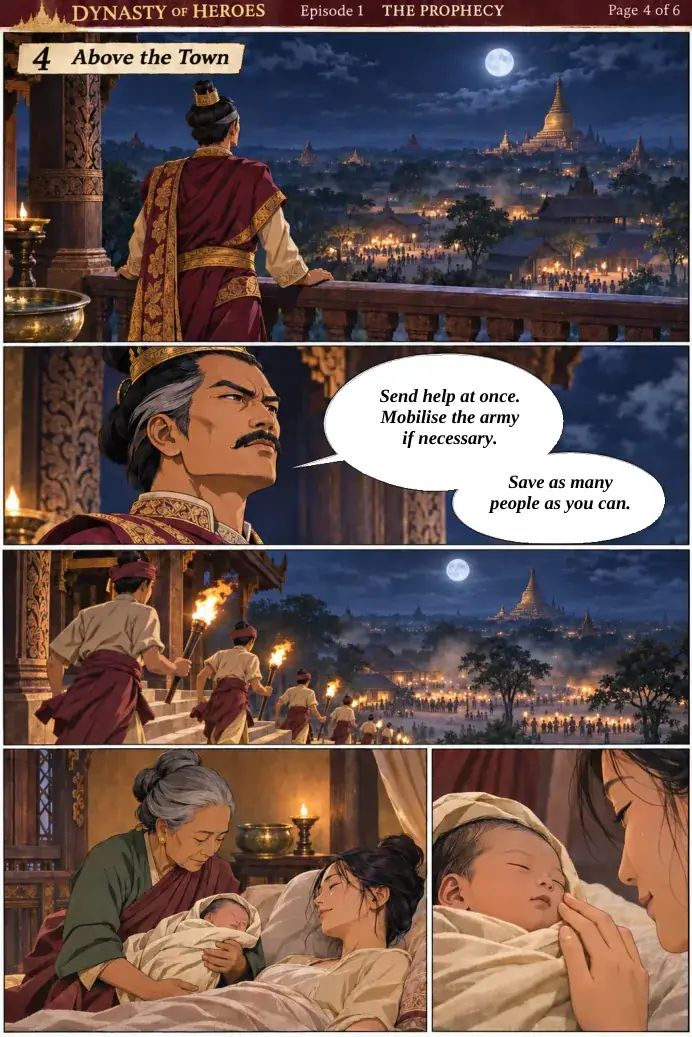 DYNASTY OF HEROES Episode 1 THE PROPHECY Page 4 of 6
4 Above the Town
Send help at once.
Mobilise the army
if necessary.
Save as many
people as you can.